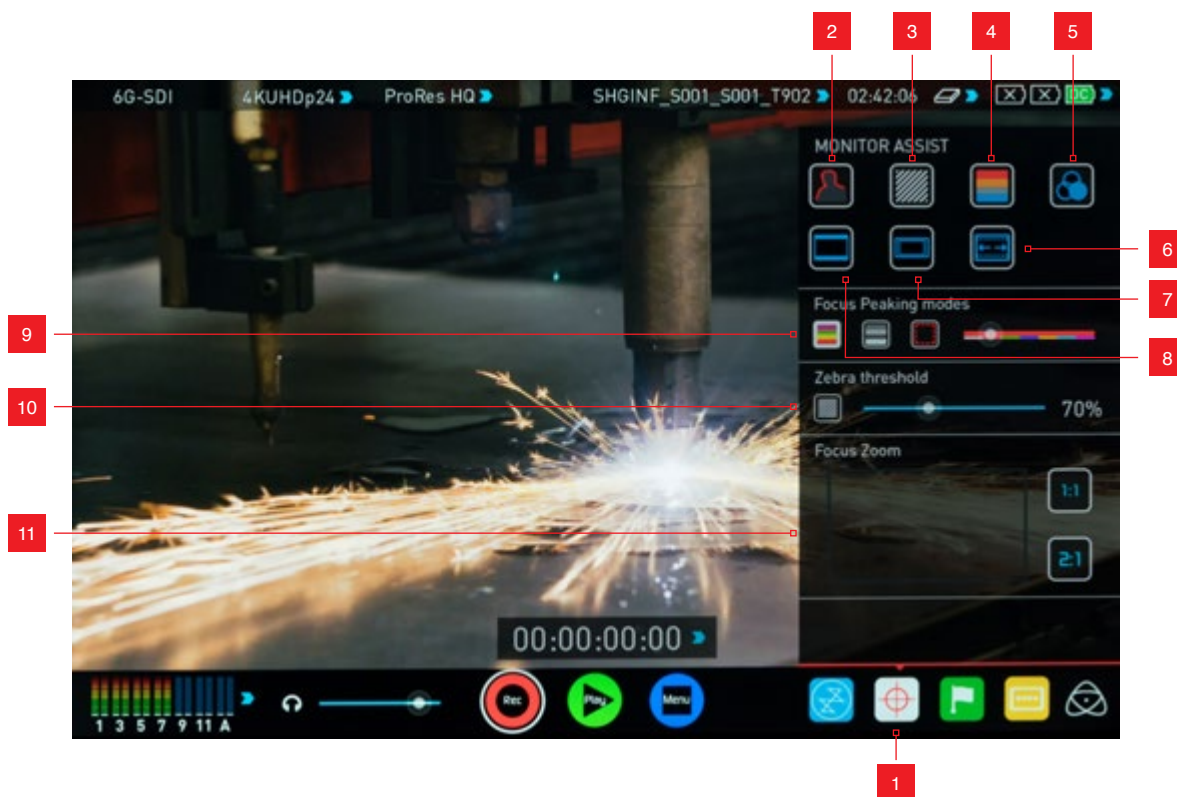 2 3 4 5
6G-SDI 4KUHDp24 ProRes HQ SHGINF_S001_S001_T902 02:42:06 DC
MONITOR ASSIST
6
7
Focus Peaking modes
9
8
Zebra threshold
10
70%
Focus Zoom
1:1
11
2:1
00:00:00:00
Rec Play Menu
1 3 5 7 9 11 A
1